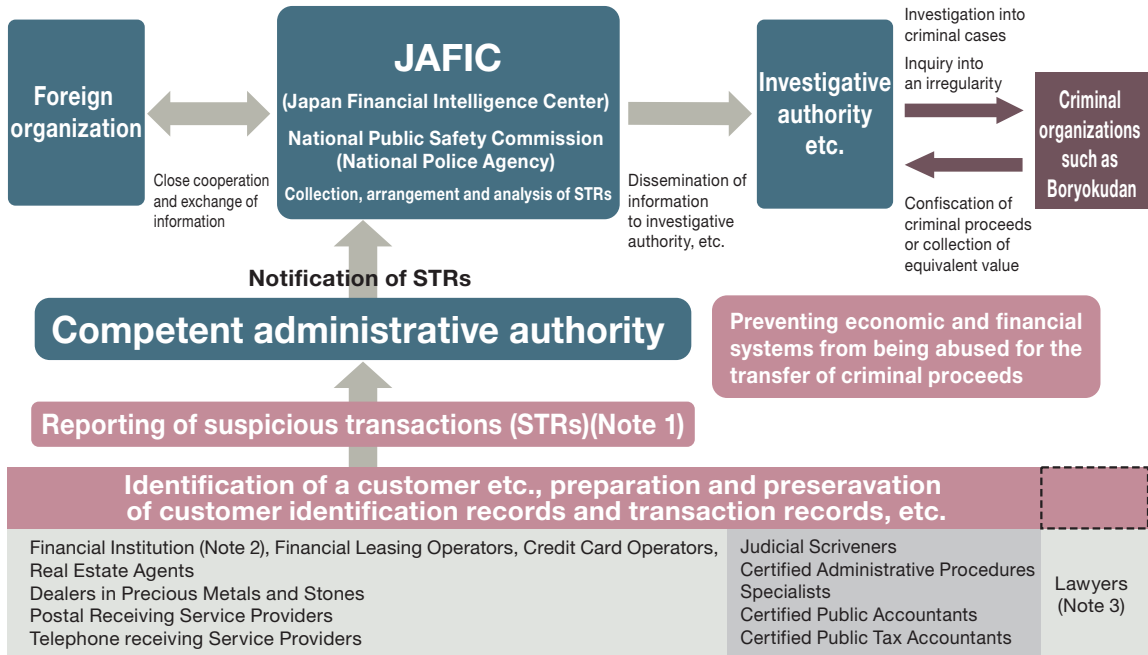 Foreign
organization
Close cooperation
and exchange of
information
JAFIC
(Japan Financial Intelligence Center)
National Public Safety Commission
(National Police Agency)
Collection, arrangement and analysis of STRs
Dissemination of
information
to investigative
authority, etc.
Investigative
authority
etc.
Investigation into
criminal cases
Inquiry into
an irregularity
Confiscation of
criminal proceeds
or collection of
equivalent value
Criminal
organizations
such as
Boryokudan
Notification of STRs
Competent administrative authority
Preventing economic and financial
systems from being abused for the
transfer of criminal proceeds
Reporting of suspicious transactions (STRs)(Note 1)
Identification of a customer etc., preparation and preseravation
of customer identification records and transaction records, etc.
Financial Institution (Note 2), Financial Leasing Operators, Credit Card Operators,
Real Estate Agents
Dealers in Precious Metals and Stones
Postal Receiving Service Providers
Telephone receiving Service Providers
Judicial Scriveners
Certified Administrative Procedures
Specialists
Certified Public Accountants
Certified Public Tax Accountants
Lawyers
(Note 3)